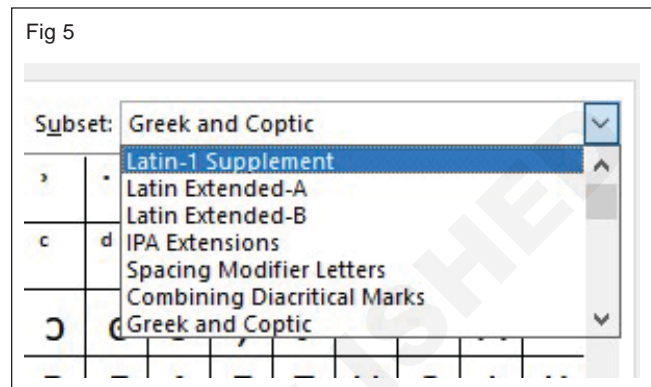 Fig 5
Subset: Greek and Coptic
Latin-1 Supplement
Latin Extended-A
Latin Extended-B
IPA Extensions
Spacing Modifier Letters
Combining Diacritical Marks
Greek and Coptic
c d